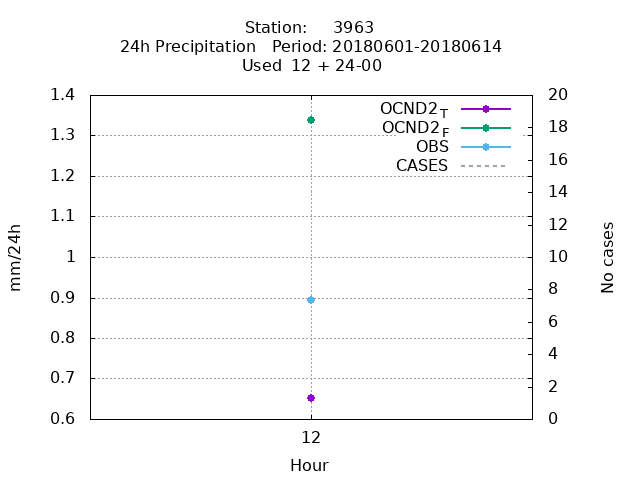 Station: 3963
24h Precipitation Period: 20180601-20180614
Used 12 + 24-00
OCND2T
OCND2F
OBS
CASES
1.4
1.3
1.2
1.1
1
0.9
0.8
0.7
0.6
mm/24h
20
18
16
14
12
10
8
6
4
2
0
No cases
12
Hour